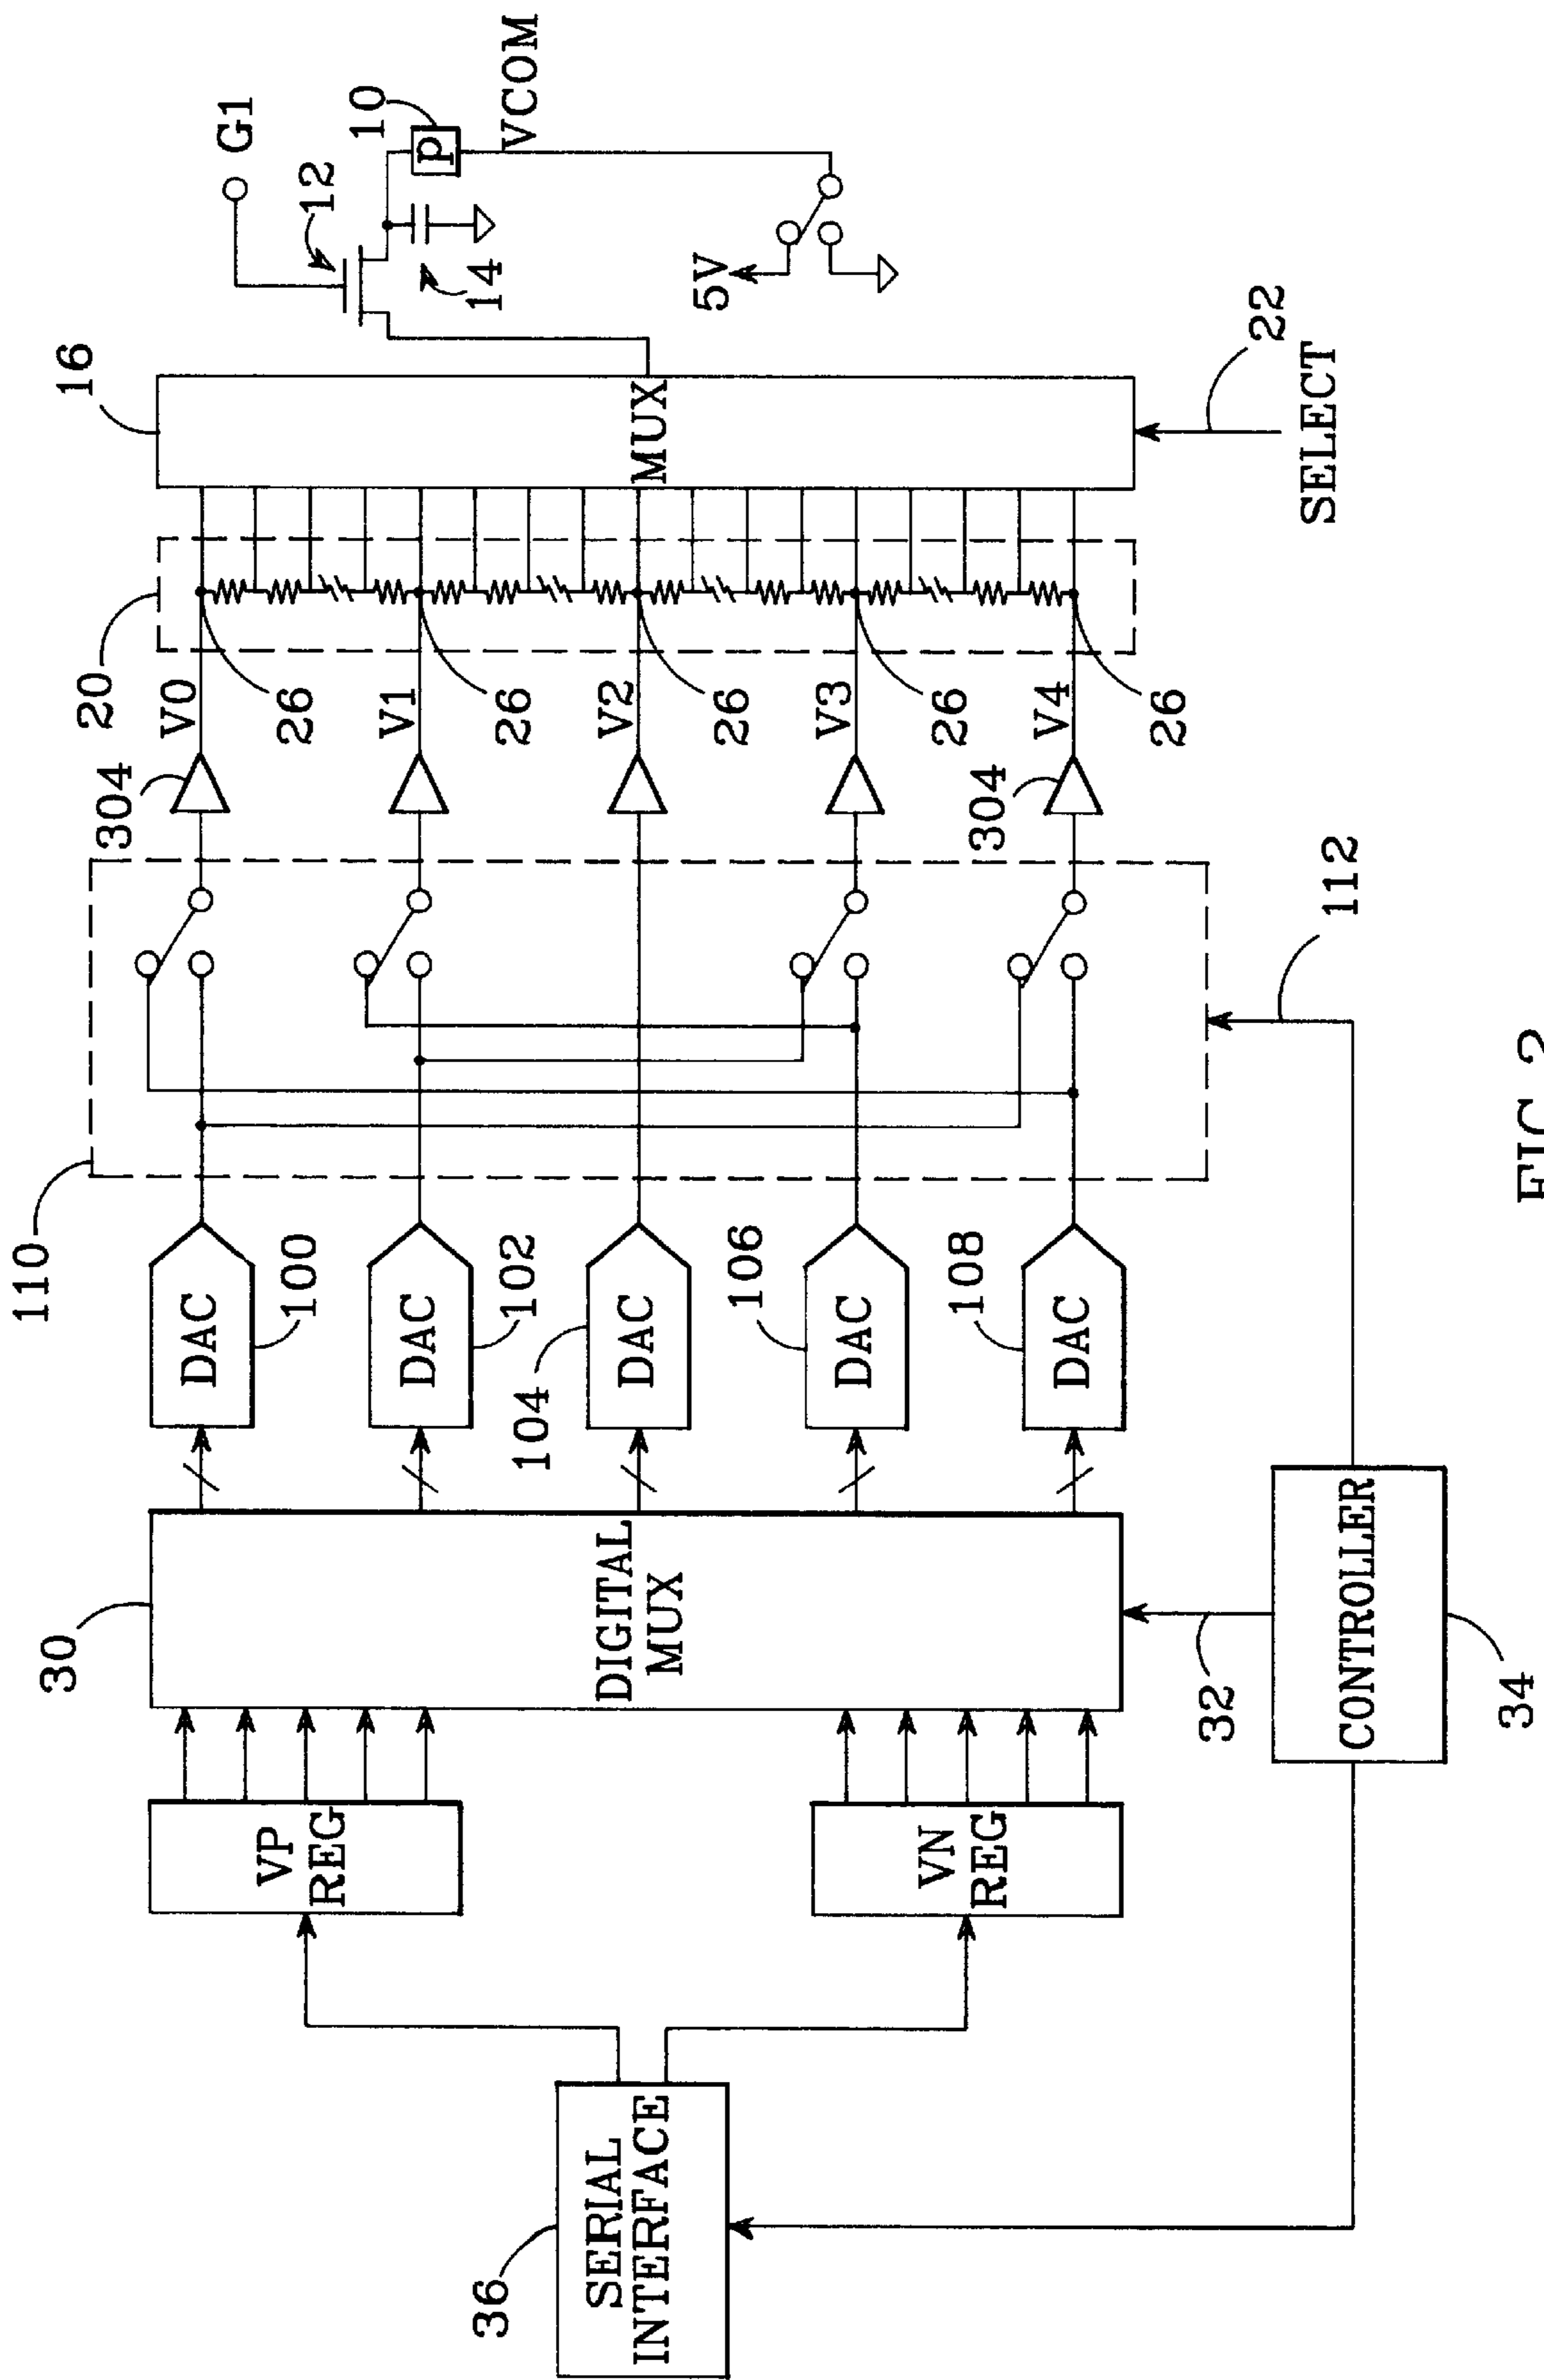 G1
12
10
P
VCOM
14
5V
16
MUX
22
SELECT
20
V0
26
V1
26
V2
26
V3
26
V4
26
304
304
110
112
DAC
100
DAC
102
DAC
104
DAC
106
DAC
108
30
DIGITAL
MUX
32
CONTROLLER
34
VP
REG
VN
REG
SERIAL
INTERFACE
36
FIG 2